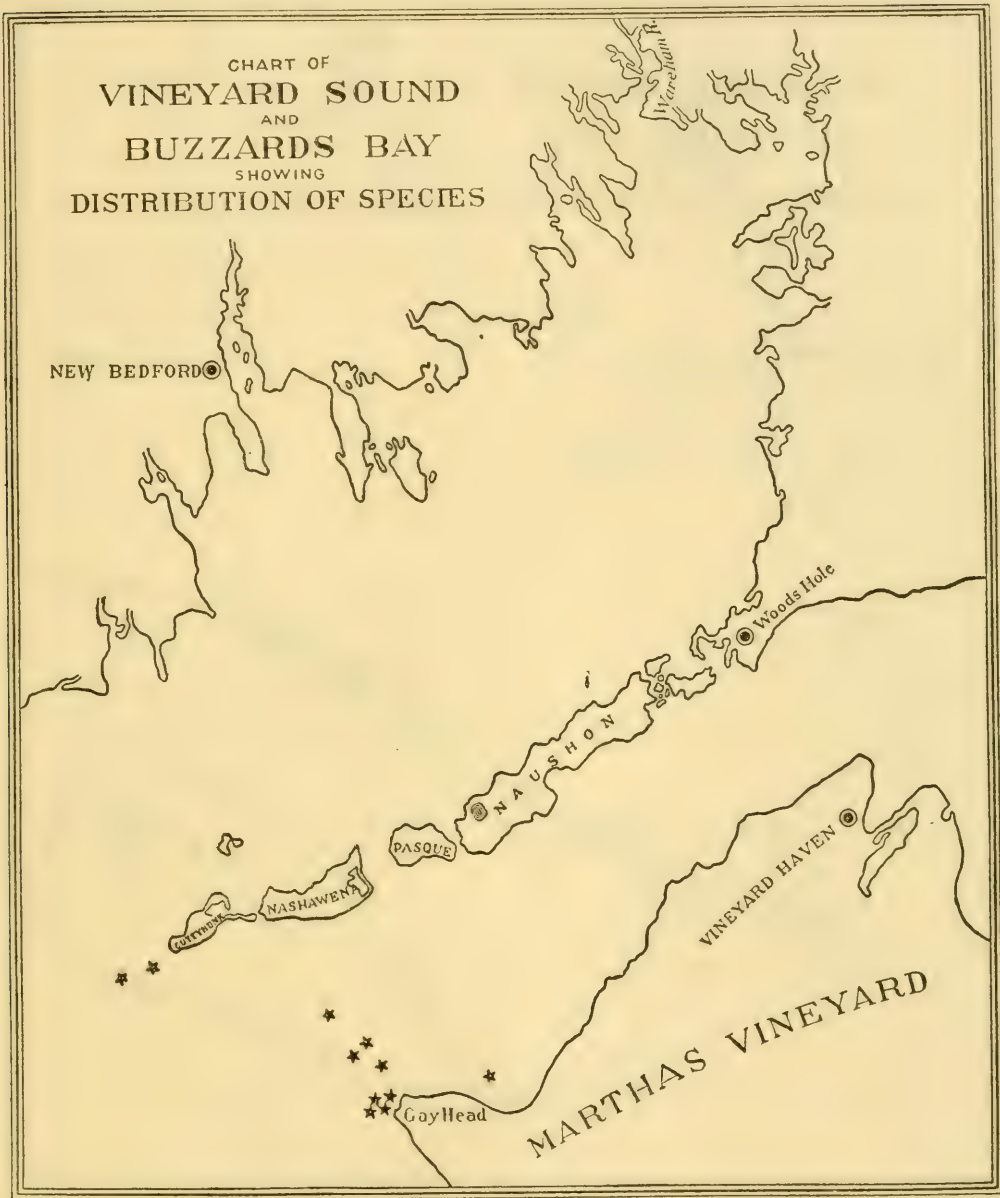 CHART OF
VINEYARD SOUND
AND
BUZZARDS BAY
SHOWING
DISTRIBUTION OF SPECIES
Wareham R.
NEW BEDFORD
Woods Hole
NAUSHON
PASQUE
NASHAWENA
CUTTYHUNK
VINEYARD HAVEN
MARTHAS VINEYARD
Gay Head